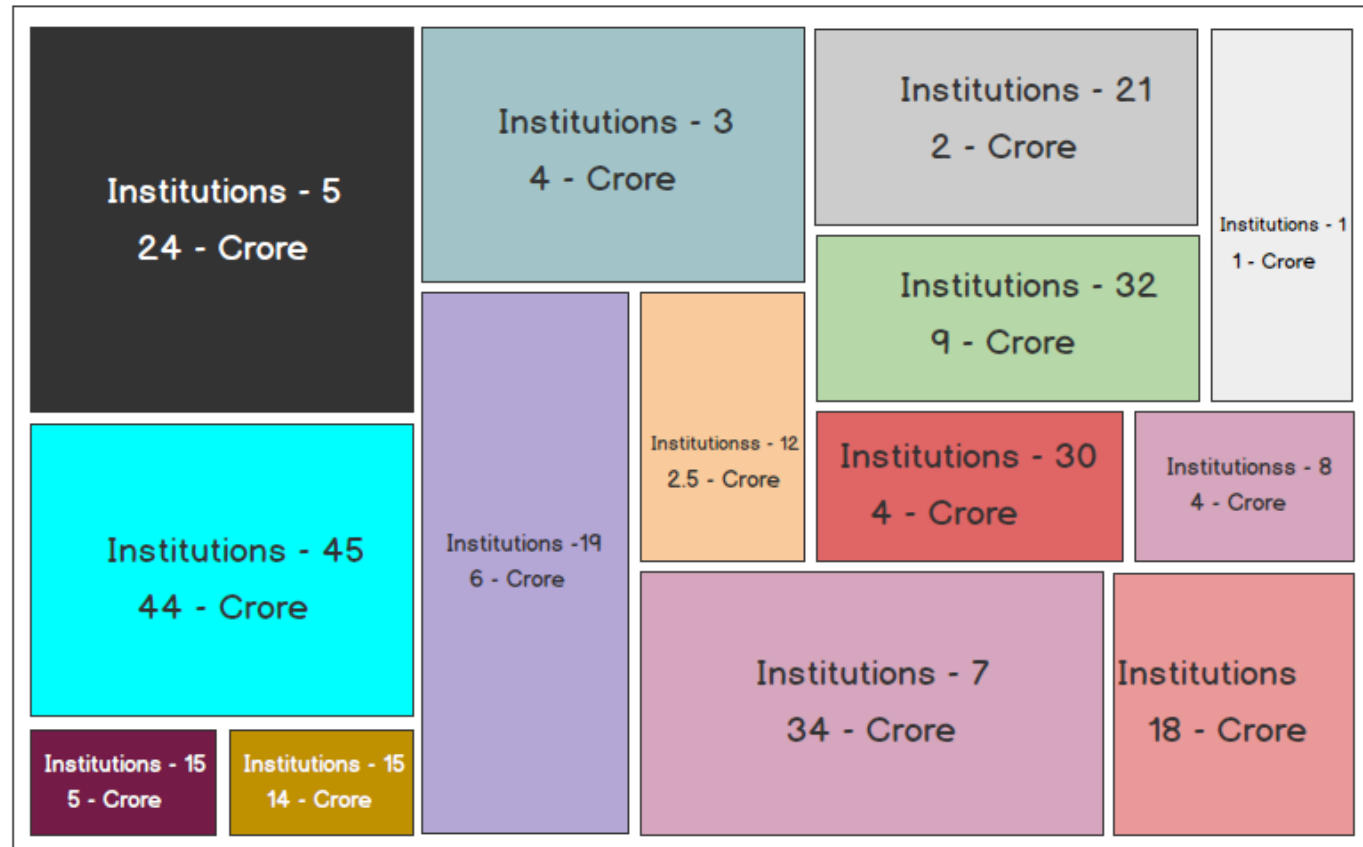 Institutions - 5
24 - Crore
Institutions - 3
4 - Crore
Institutions - 21
2 - Crore
Institutions - 1
1 - Crore
Institutions - 32
9 - Crore
Institutions - 45
44 - Crore
Institutions -19
6 - Crore
Institutionss - 12
2.5 - Crore
Institutions - 30
4 - Crore
Institutionss - 8
4 - Crore
Institutions - 7
34 - Crore
Institutions
18 - Crore
Institutions - 15
5 - Crore
Institutions - 15
14 - Crore